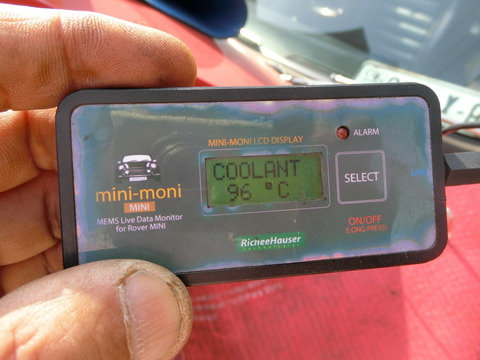 MINI-MONI LCD DISPLAY
ALARM
COOLANT
96 °C
SELECT
mini-moni
MINI
MEMS Live Data Monitor
for Rover MINI
ON/OFF
(LONG PRESS)
RicneeHauser
Technologies